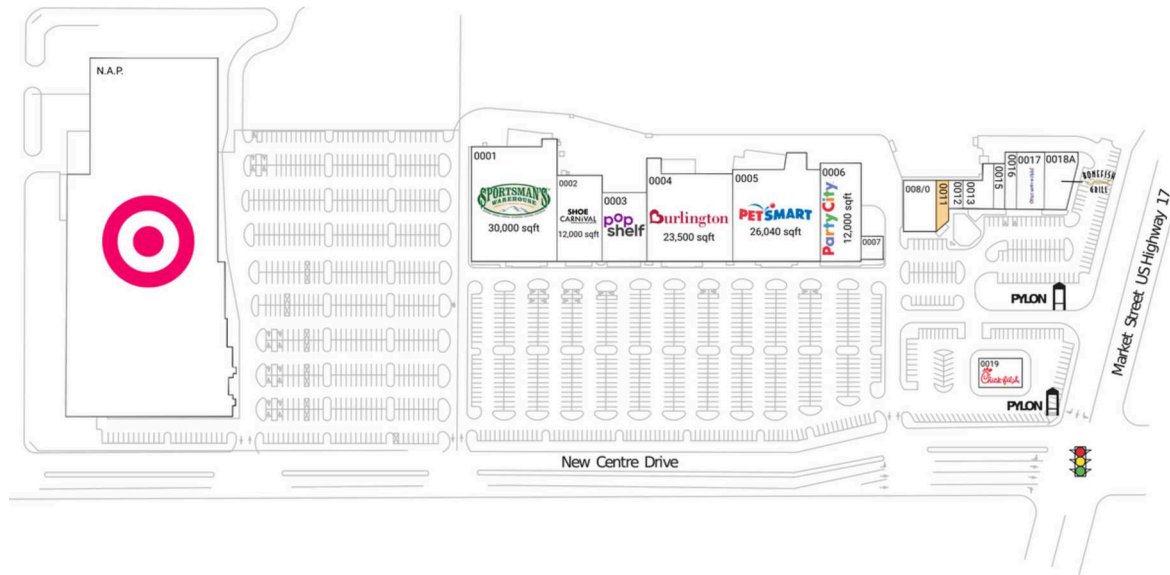 N.A.P.
0001
SPORTSMAN'S
WAREHOUSE
30,000 sqft
0002
SHOE
CARNIVAL
12,000 sqft
0003
pop
shelf
0004
Burlington
23,500 sqft
0005
PETSMART
26,040 sqft
0006
Party City
12,000 sqft
0007
008/0
0011
0012
0013
0015
0016
0017
0018A
BONEFISH
GRILL
PYLON
0019
Chick-fil-A
PYLON
Market Street US Highway 17
New Centre Drive